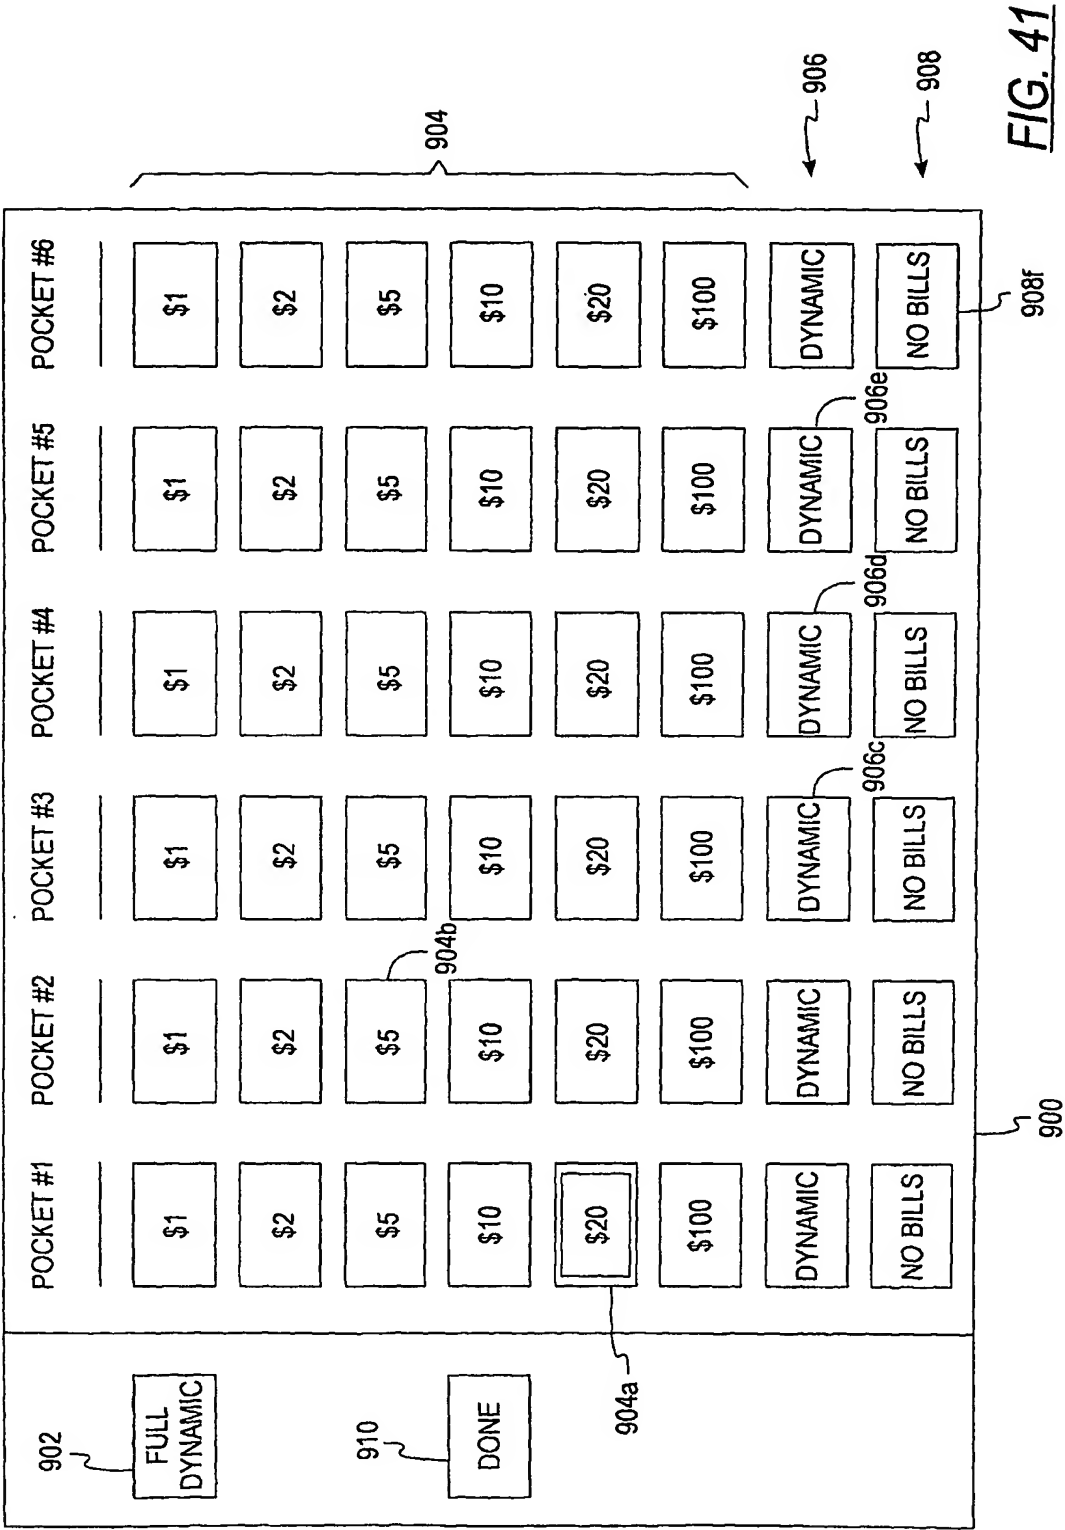 902
FULL
DYNAMIC
910
DONE
POCKET #1
POCKET #2
POCKET #3
POCKET #4
POCKET #5
POCKET #6
$1
$1
$1
$1
$1
$1
$2
$2
$2
$2
$2
$2
$5
$5
$5
$5
$5
$5
904
904b
$10
$10
$10
$10
$10
$10
$20
$20
$20
$20
$20
$20
904a
$100
$100
$100
$100
$100
$100
DYNAMIC
DYNAMIC
DYNAMIC
DYNAMIC
DYNAMIC
DYNAMIC
906
906c
906d
906e
NO BILLS
NO BILLS
NO BILLS
NO BILLS
NO BILLS
NO BILLS
908
908f
900
FIG. 41